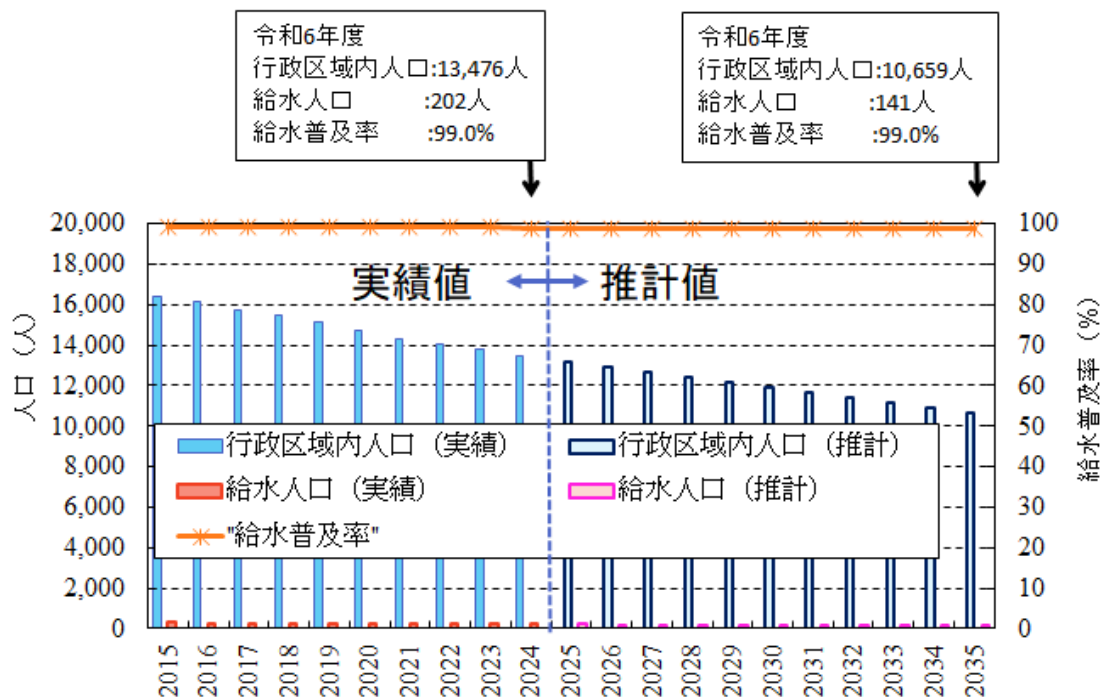 令和6年度
行政区域内人口:13,476人
給水人口 :202人
給水普及率 :99.0%
令和6年度
行政区域内人口:10,659人
給水人口 :141人
給水普及率 :99.0%
人口（人）
20,000
18,000
16,000
14,000
12,000
10,000
8,000
6,000
4,000
2,000
0
実績値
推計値
行政区域内人口（実績）
行政区域内人口（推計）
給水人口（実績）
給水人口（推計）
"給水普及率"
100
90
80
70
60
50
40
30
20
10
0
給水普及率（%）
2015
2016
2017
2018
2019
2020
2021
2022
2023
2024
2025
2026
2027
2028
2029
2030
2031
2032
2033
2034
2035